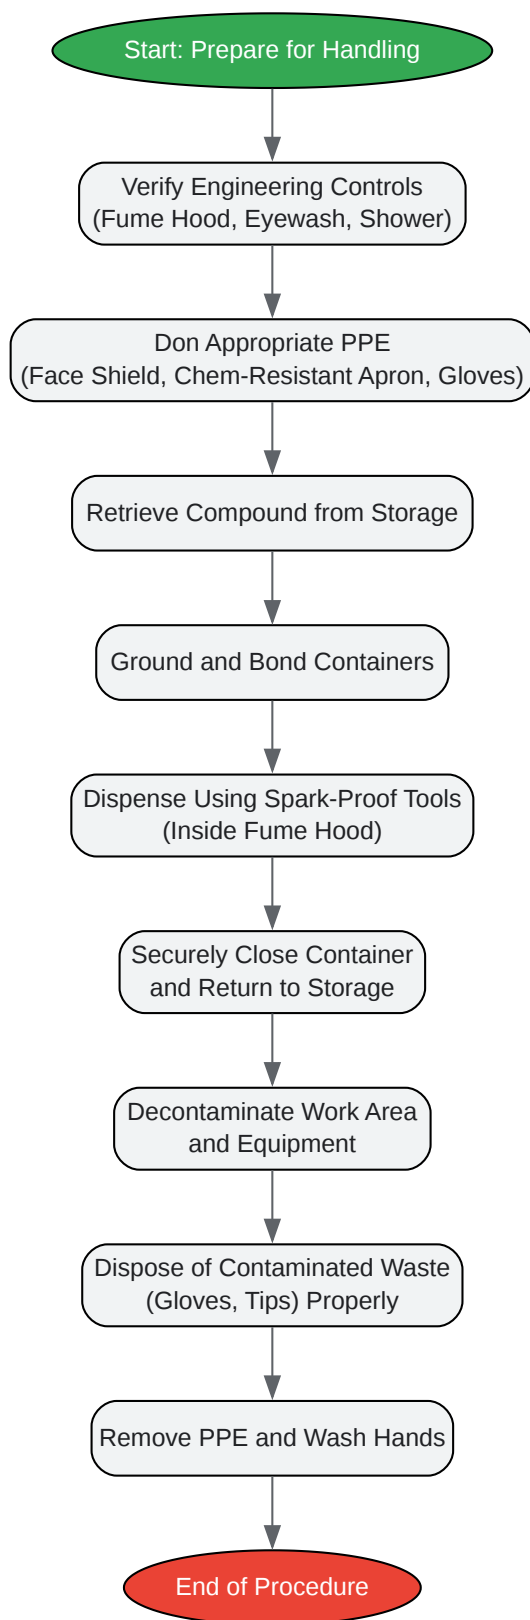 Start: Prepare for Handling
Verify Engineering Controls
(Fume Hood, Eyewash, Shower)
Don Appropriate PPE
(Face Shield, Chem-Resistant Apron, Gloves)
Retrieve Compound from Storage
Ground and Bond Containers
Dispense Using Spark-Proof Tools
(Inside Fume Hood)
Securely Close Container
and Return to Storage
Decontaminate Work Area
and Equipment
Dispose of Contaminated Waste
(Gloves, Tips) Properly
Remove PPE and Wash Hands
End of Procedure